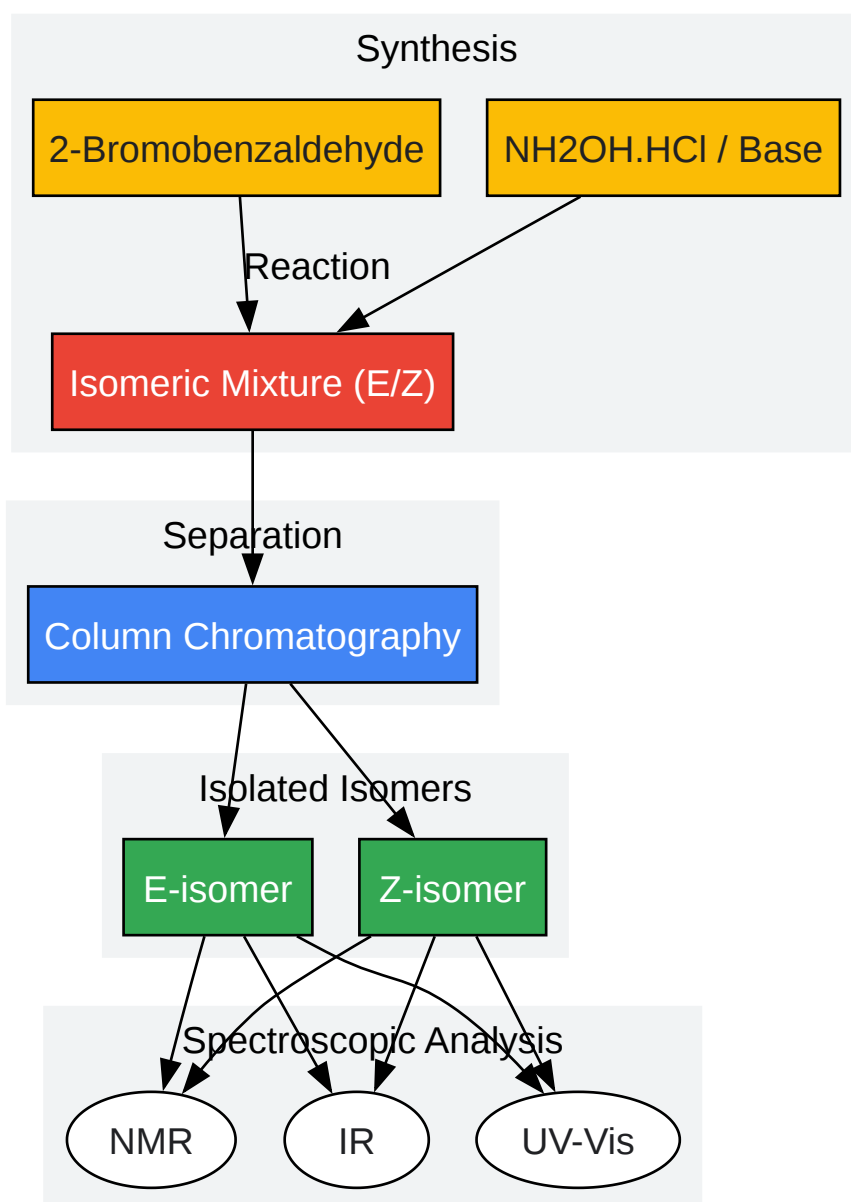 Synthesis
2-Bromobenzaldehyde
NH2OH.HCl / Base
Reaction
Isomeric Mixture (E/Z)
Separation
Column Chromatography
Isolated Isomers
E-isomer
Z-isomer
Spectroscopic Analysis
NMR
IR
UV-Vis